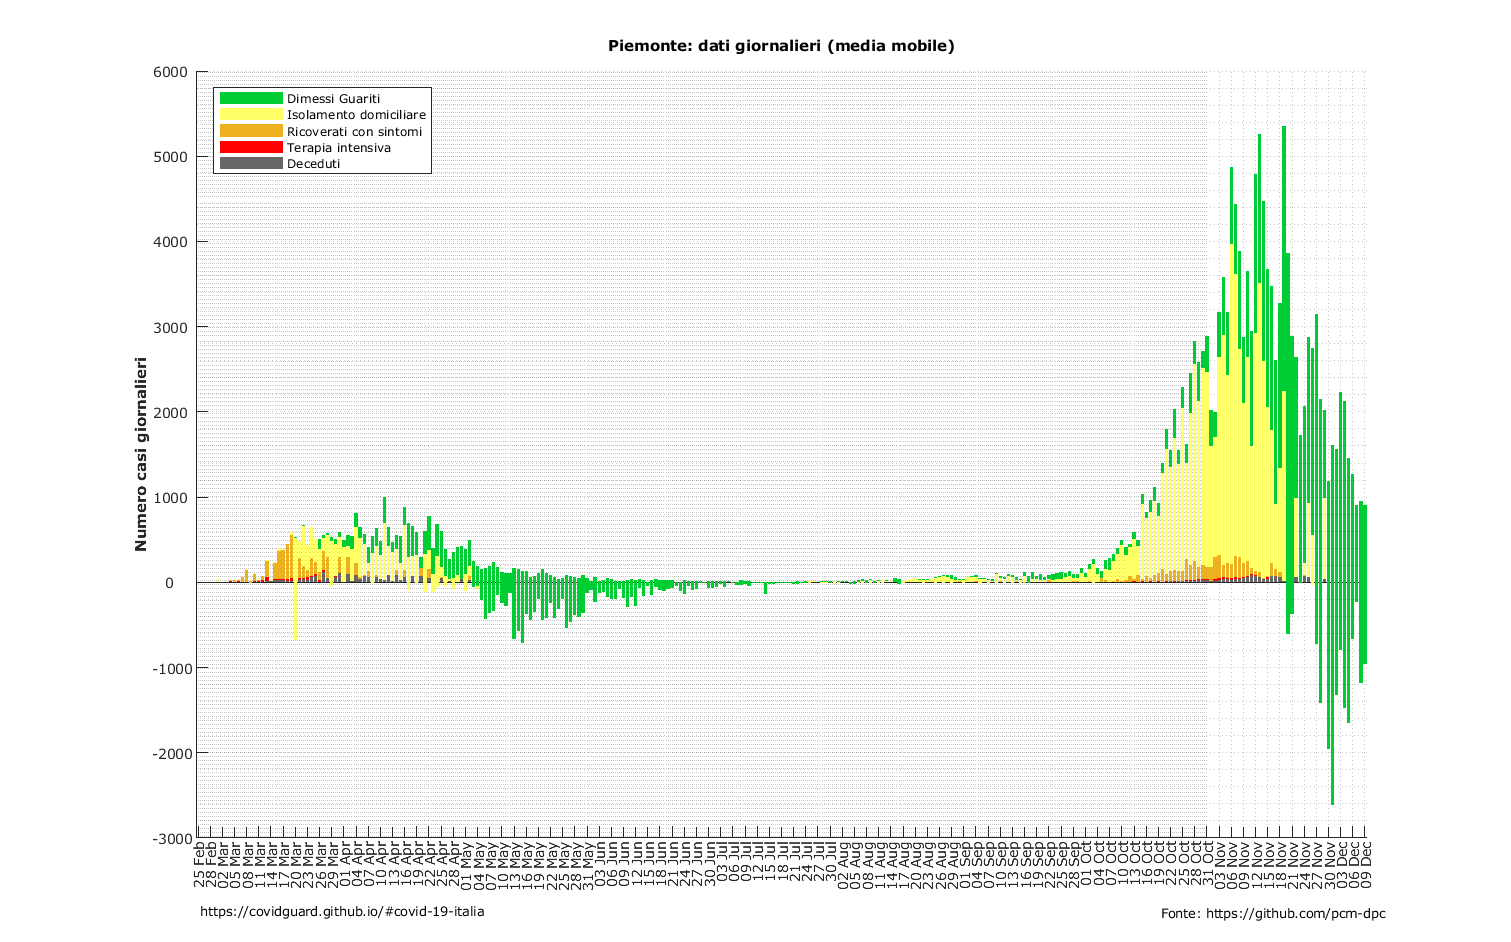 Piemonte: dati giornalieri (media mobile)
6000
5000
4000
3000
2000
1000
0
-1000
-2000
-3000
Numero casi giornalieri
Dimessi Guariti
Isolamento domiciliare
Ricoverati con sintomi
Terapia intensiva
Deceduti
25 Feb
28 Feb
02 Mar
05 Mar
08 Mar
11 Mar
14 Mar
17 Mar
20 Mar
23 Mar
26 Mar
29 Mar
01 Apr
04 Apr
07 Apr
10 Apr
13 Apr
16 Apr
19 Apr
22 Apr
25 Apr
28 Apr
01 May
04 May
07 May
10 May
13 May
16 May
19 May
22 May
25 May
28 May
31 May
03 Jun
06 Jun
09 Jun
12 Jun
15 Jun
18 Jun
21 Jun
24 Jun
27 Jun
30 Jun
03 Jul
06 Jul
09 Jul
12 Jul
15 Jul
18 Jul
21 Jul
24 Jul
27 Jul
30 Jul
02 Aug
05 Aug
08 Aug
11 Aug
14 Aug
17 Aug
20 Aug
23 Aug
26 Aug
29 Aug
01 Sep
04 Sep
07 Sep
10 Sep
13 Sep
16 Sep
19 Sep
22 Sep
25 Sep
28 Sep
01 Oct
04 Oct
07 Oct
10 Oct
13 Oct
16 Oct
19 Oct
22 Oct
25 Oct
28 Oct
31 Oct
03 Nov
06 Nov
09 Nov
12 Nov
15 Nov
18 Nov
21 Nov
24 Nov
27 Nov
30 Nov
03 Dec
06 Dec
09 Dec
https://covidguard.github.io/#covid-19-italia
Fonte: https://github.com/pcm-dpc